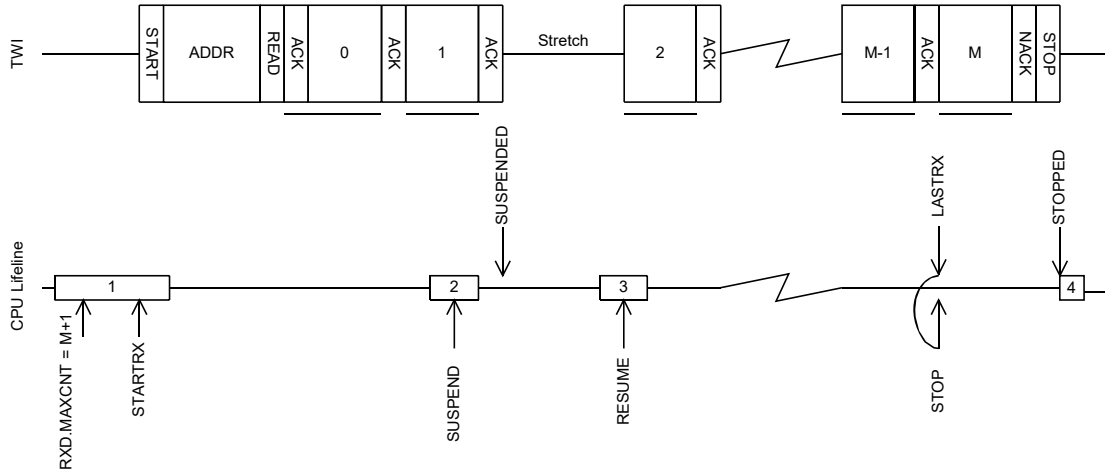 TWI
START
ADDR
READ
ACK
0
ACK
1
ACK
Stretch
2
ACK
M-1
ACK
M
NACK
STOP
SUSPENDED
LASTRX
STOPPED
CPU Lifeline
1
2
3
4
RXD.MAXCNT = M+1
STARTRX
SUSPEND
RESUME
STOP